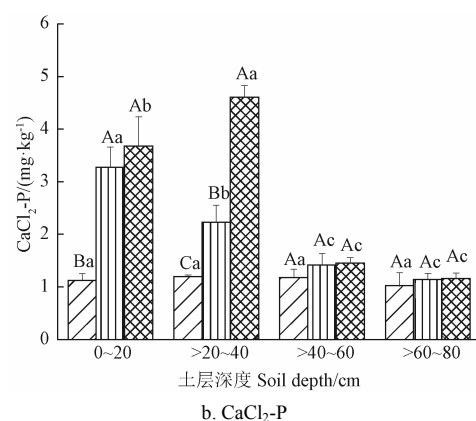 6
5
4
3
2
1
0
CaCl₂-P/(mg·kg⁻¹)
Ba Aa Ab
Ca Bb Aa
Aa Ac Ac
Aa Ac Ac
0~20 >20~40 >40~60 >60~80
土层深度 Soil depth/cm
b. CaCl₂-P